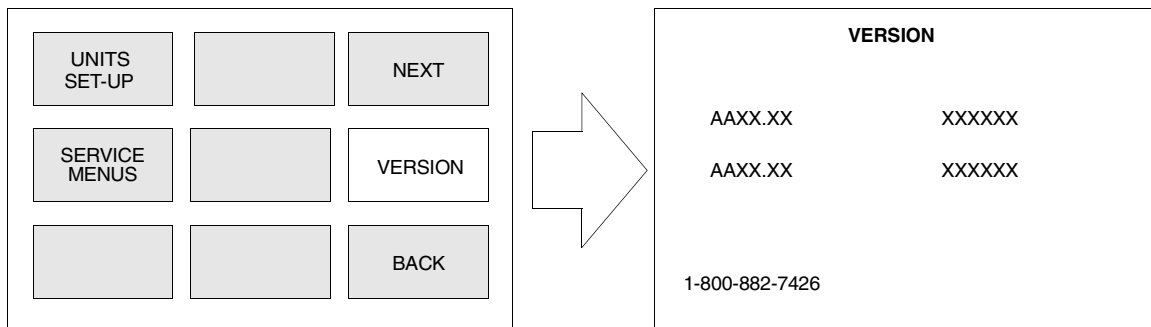 UNITS
SET-UP
NEXT
SERVICE
MENUS
VERSION
BACK
VERSION
AAXX.XX XXXXXX
AAXX.XX XXXXXX
1-800-882-7426